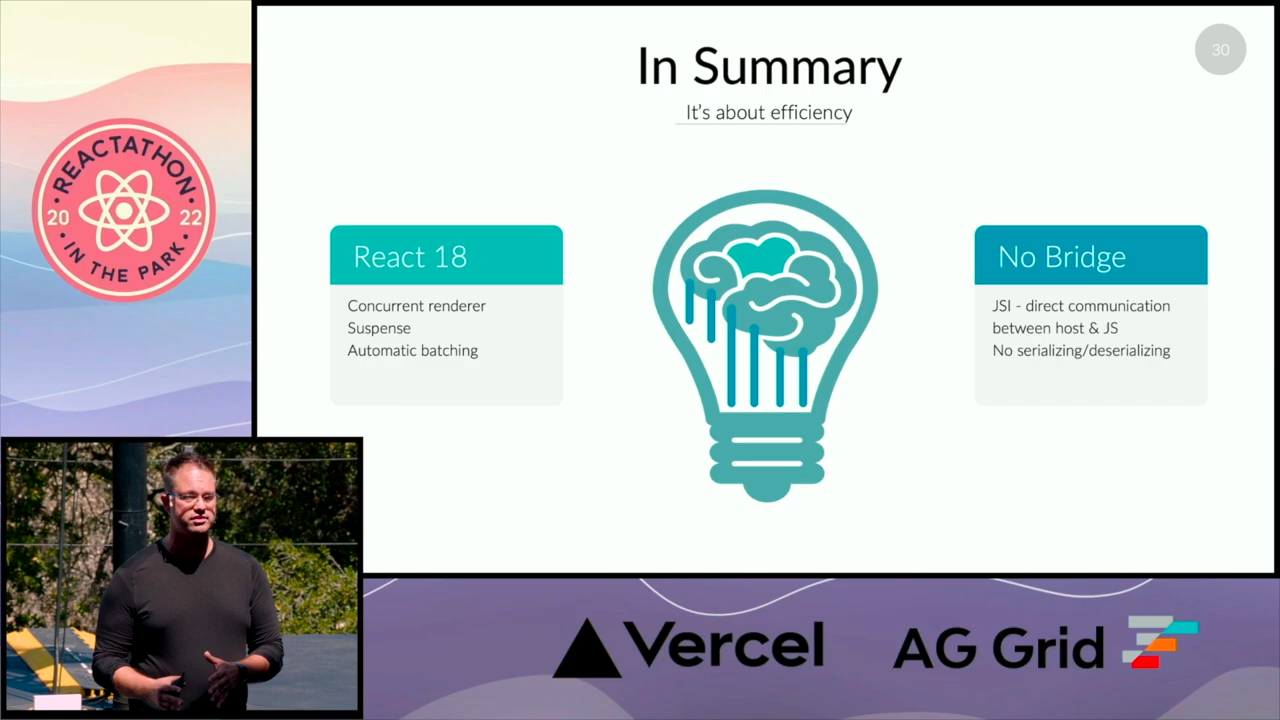 REACTATHON
20 22
IN THE PARK
In Summary
It's about efficiency
30
React 18
Concurrent renderer
Suspense
Automatic batching
No Bridge
JSI - direct communication
between host & JS
No serializing/deserializing
Vercel
AG Grid